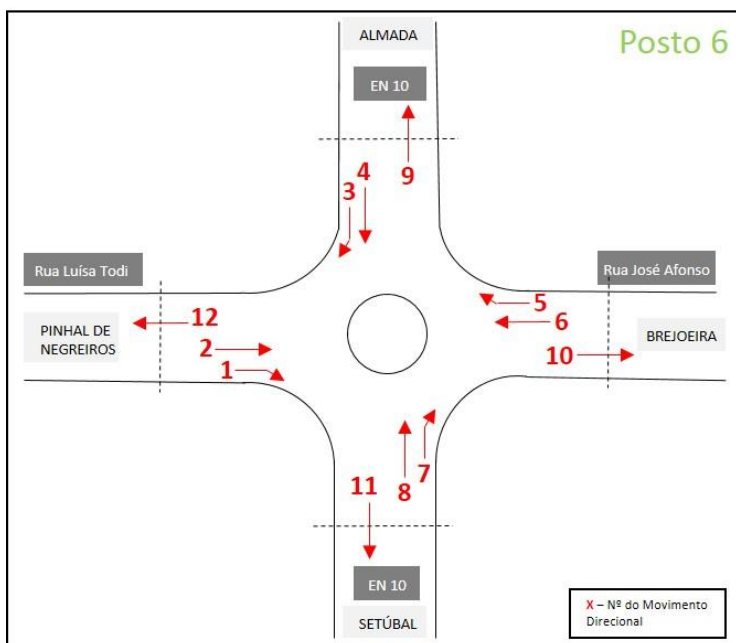 ALMADA
Posto 6
EN 10
4
3
9
Rua Luísa Todi
Rua José Afonso
12
5
PINHAL DE
NEGREIROS
6
2
BREJOEIRA
10
1
7
11
8
EN 10
SETÚBAL
X – Nº do Movimento
Direcional